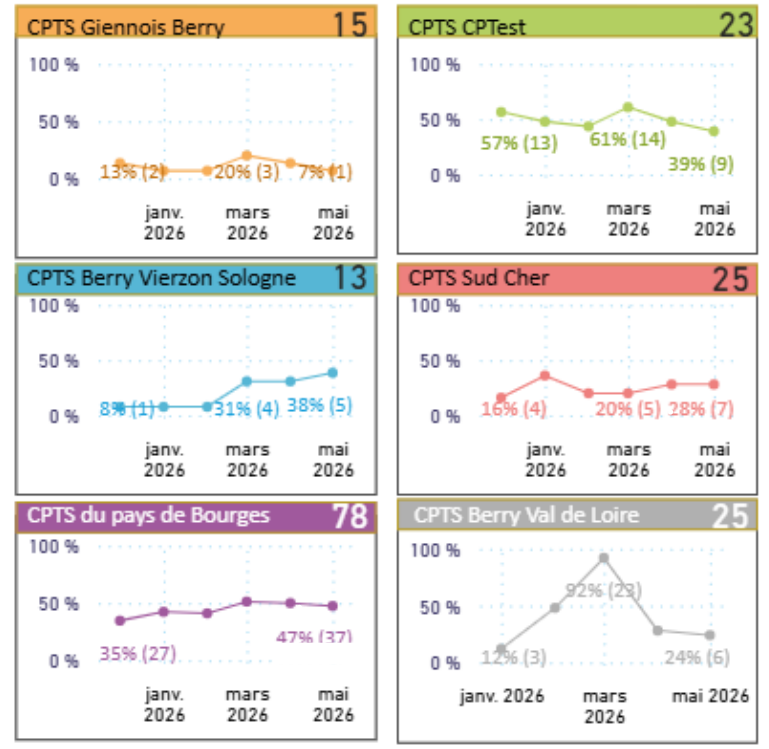 CPTS Giennois Berry 15
100 %
50 %
0 %
13% (2) 20% (3) 7% (1)
janv. 2026 mars 2026 mai 2026
CPTS CPTest 23
100 %
50 %
0 %
57% (13) 61% (14) 39% (9)
janv. 2026 mars 2026 mai 2026
CPTS Berry Vierzon Sologne 13
100 %
50 %
0 %
8% (1) 31% (4) 38% (5)
janv. 2026 mars 2026 mai 2026
CPTS Sud Cher 25
100 %
50 %
0 %
16% (4) 20% (5) 28% (7)
janv. 2026 mars 2026 mai 2026
CPTS du pays de Bourges 78
100 %
50 %
0 %
35% (27) 47% (37)
janv. 2026 mars 2026 mai 2026
CPTS Berry Val de Loire 25
100 %
50 %
0 %
12% (3) 92% (23) 24% (6)
janv. 2026 mars 2026 mai 2026